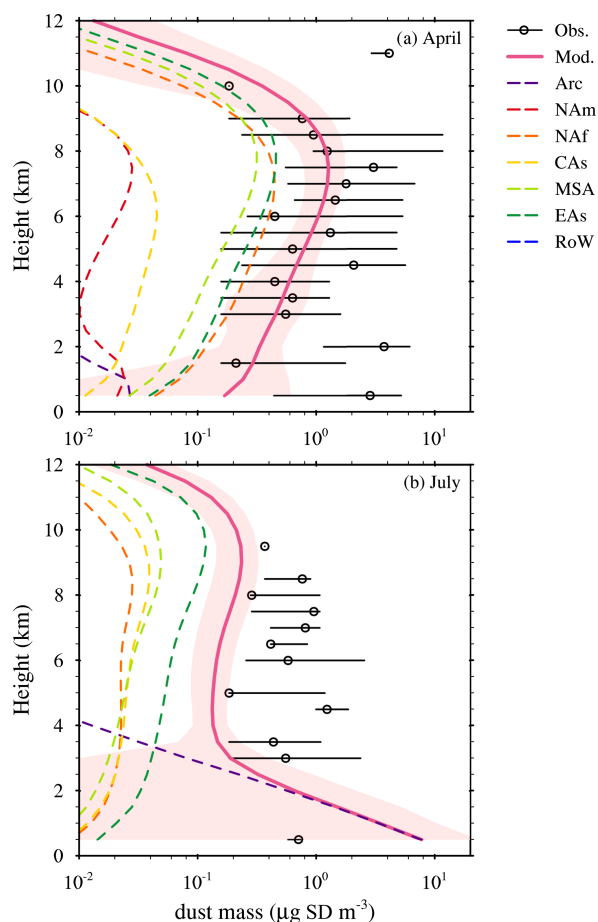 (a) April
12
10
8
6
4
2
0
Height (km)
10-2
10-1
100
101
Obs.
Mod.
Arc
NAm
NAf
CAs
MSA
EAs
RoW
(b) July
12
10
8
6
4
2
0
Height (km)
10-2
10-1
100
101
dust mass (μg SD m-3)